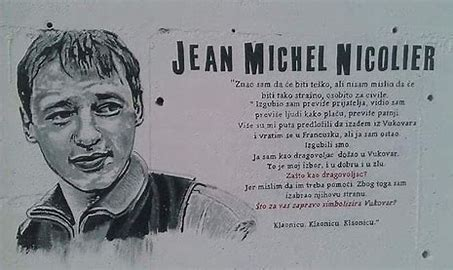 JEAN MICHEL NICOLIER
"Znao sam da će biti teško, ali nisam mislio da će
biti tako strajno, osobito za civile.
" Izgubio sam previše prijatelja, vidio sam
previše ljudi kako plaču, previše patnji
Više su mi puta predložili da izađem iz Vukovara
i vratim se u Francusku, ali ja sam ostao.
Izgubili smo.
Ja sam kao dragovoljac došao u Vukovar.
To je moj izbor, i u dobru i u zlu.
Zašto kao dragovoljac?
Jer mislim da im treba pomoći. Zbog toga sam
izabrao njihovu stranu.
Što za vas zapravo simbolizira Vukovar?
Klaonicu. Klaonicu. Klaonicu."